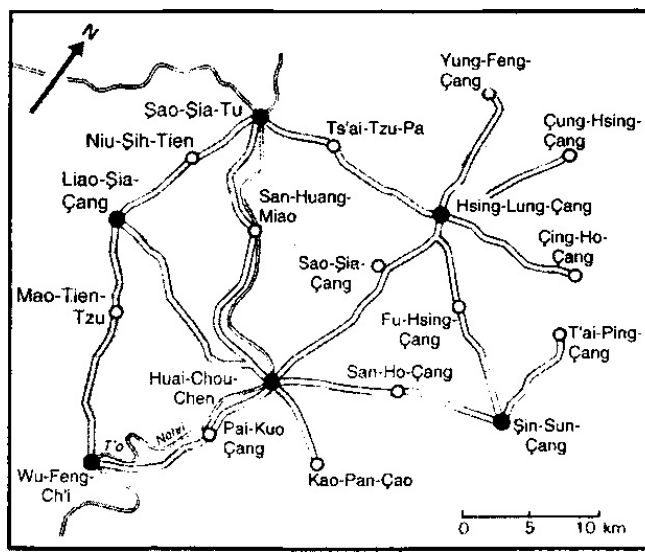 N
Yung-Feng-
Çang
Şao-Şia-Tu
Ts'ai-Tzu-Pa
Çung-Hsing-
Çang
Niu-Şih-Tien
Liao-Şia-
Çang
San-Huang-
Miao
Hsing-Lung-Çang
Çing-Ho-
Çang
Sao-Şia-
Çang
Mao-Tien-
Tzu
Fu-Hsing-
Çang
T'ai-Ping-
Çang
Huai-Chou-
Chen
San-Ho-Çang
Şin-Sun-
Çang
T'o Nehri
Pai-Kuo
Çang
Wu-Feng-
Ch'i
Kao-Pan-Çao
0 5 10
km